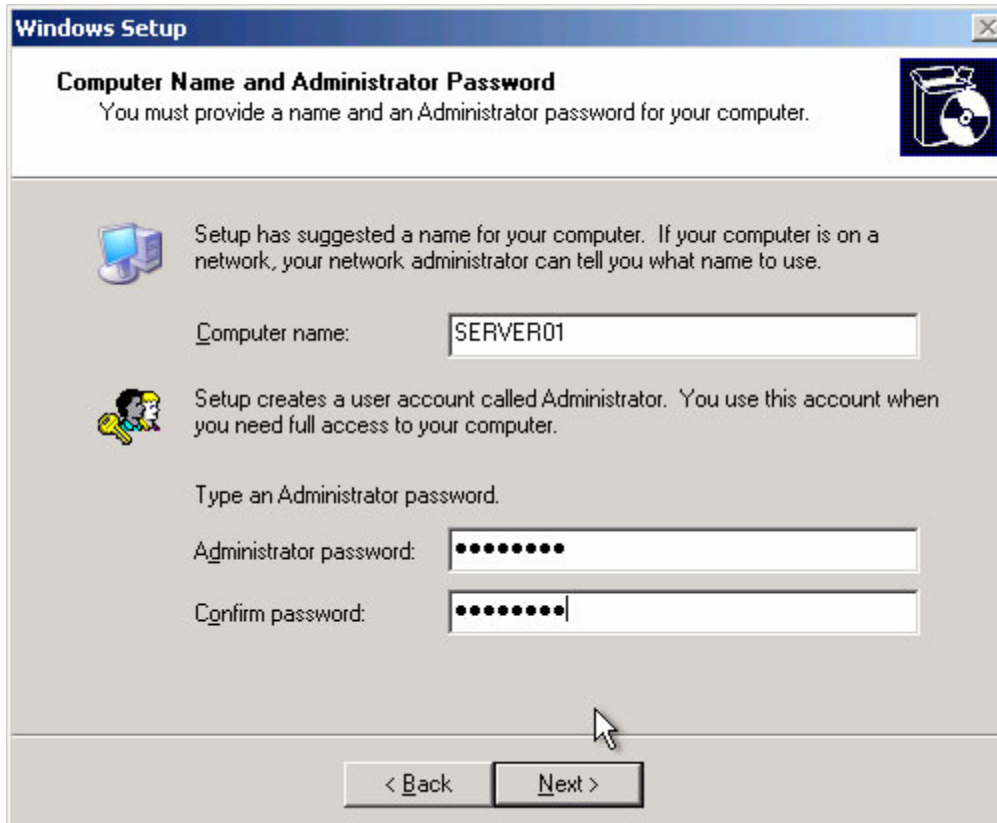 Windows Setup
Computer Name and Administrator Password
You must provide a name and an Administrator password for your computer.
Setup has suggested a name for your computer.  If your computer is on a
network, your network administrator can tell you what name to use.
Computer name: SERVER01
Setup creates a user account called Administrator.  You use this account when
you need full access to your computer.
Type an Administrator password.
Administrator password: ••••••••
Confirm password: ••••••••
< Back Next >